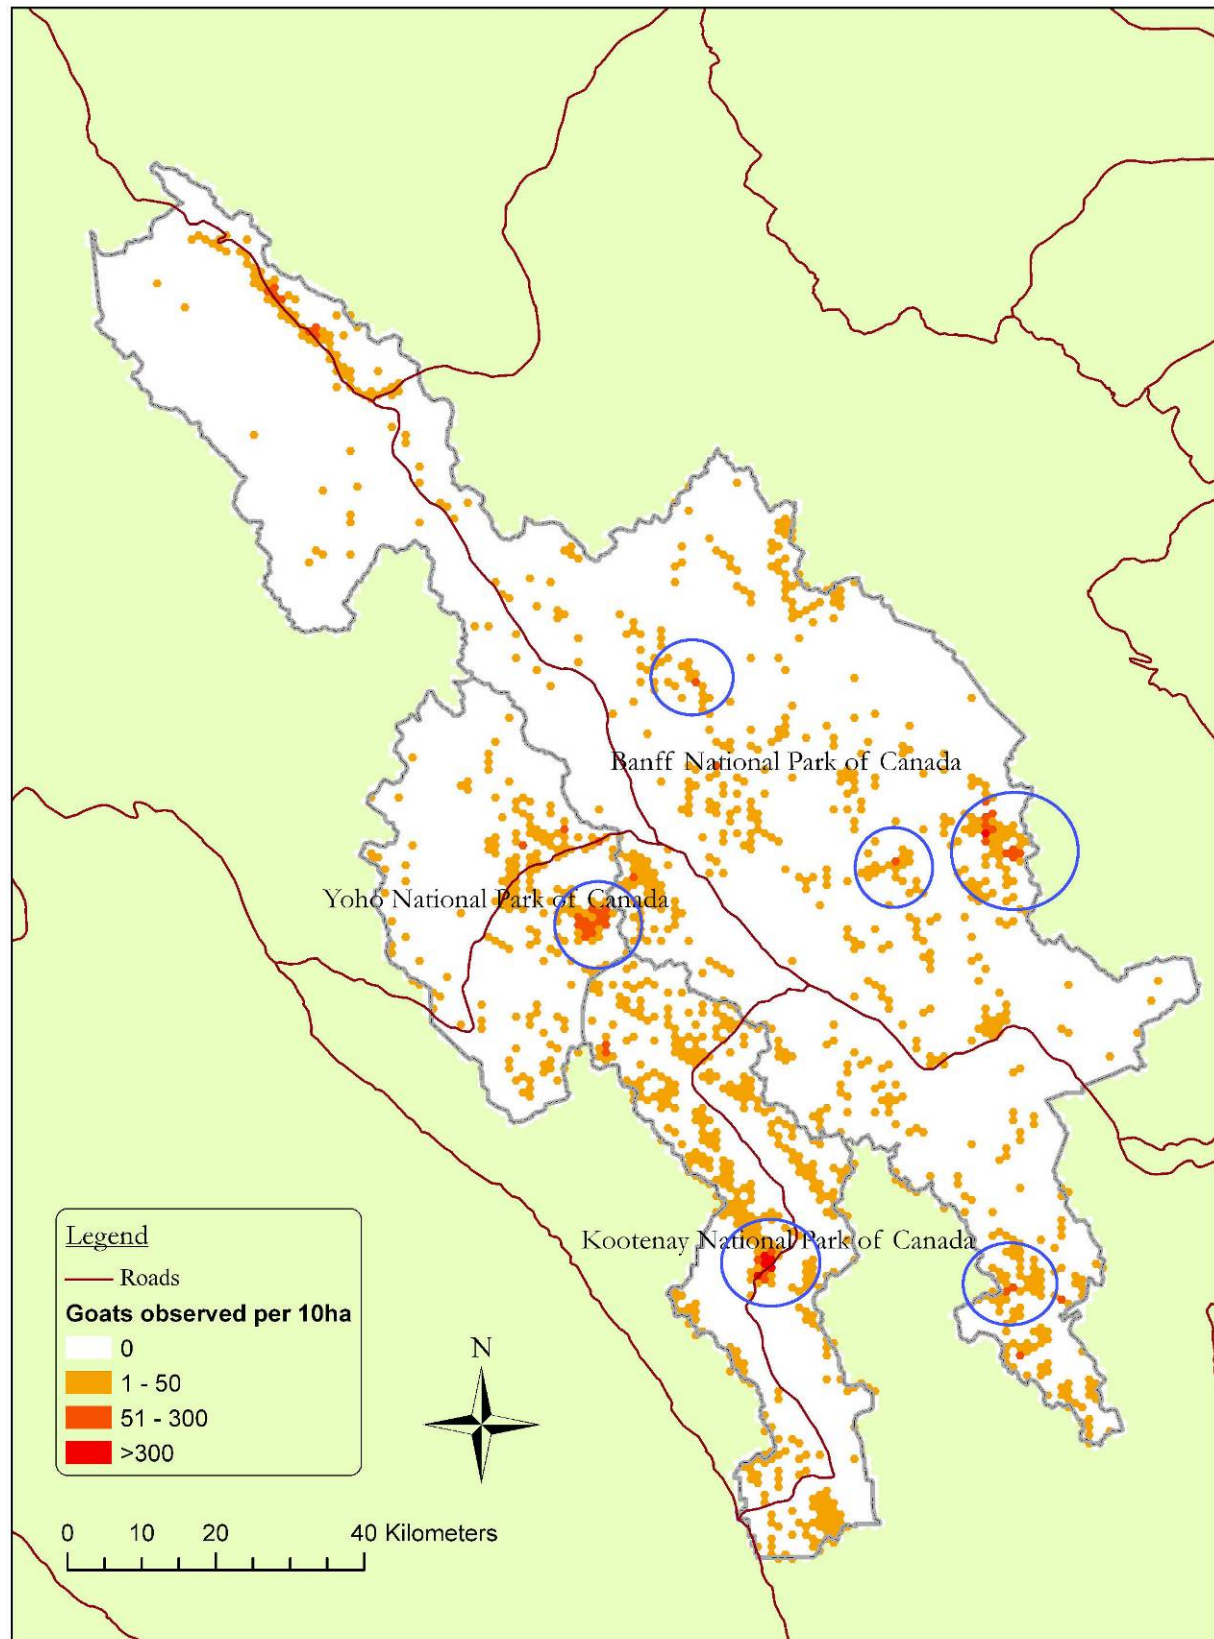 Banff National Park of Canada
Yoho National Park of Canada
Kootenay National Park of Canada
Legend
Roads
Goats observed per 10ha
0
1 - 50
51 - 300
>300
N
0 10 20 40 Kilometers